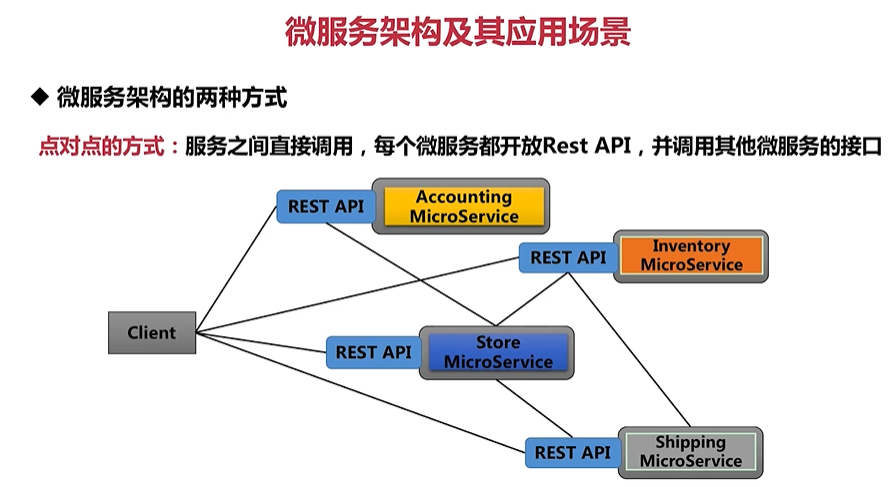 微服务架构及其应用场景
◆ 微服务架构的两种方式
点对点的方式：服务之间直接调用，每个微服务都开放Rest API，并调用其他微服务的接口
REST API
Accounting
MicroService
REST API
Inventory
MicroService
Client
REST API
Store
MicroService
REST API
Shipping
MicroService